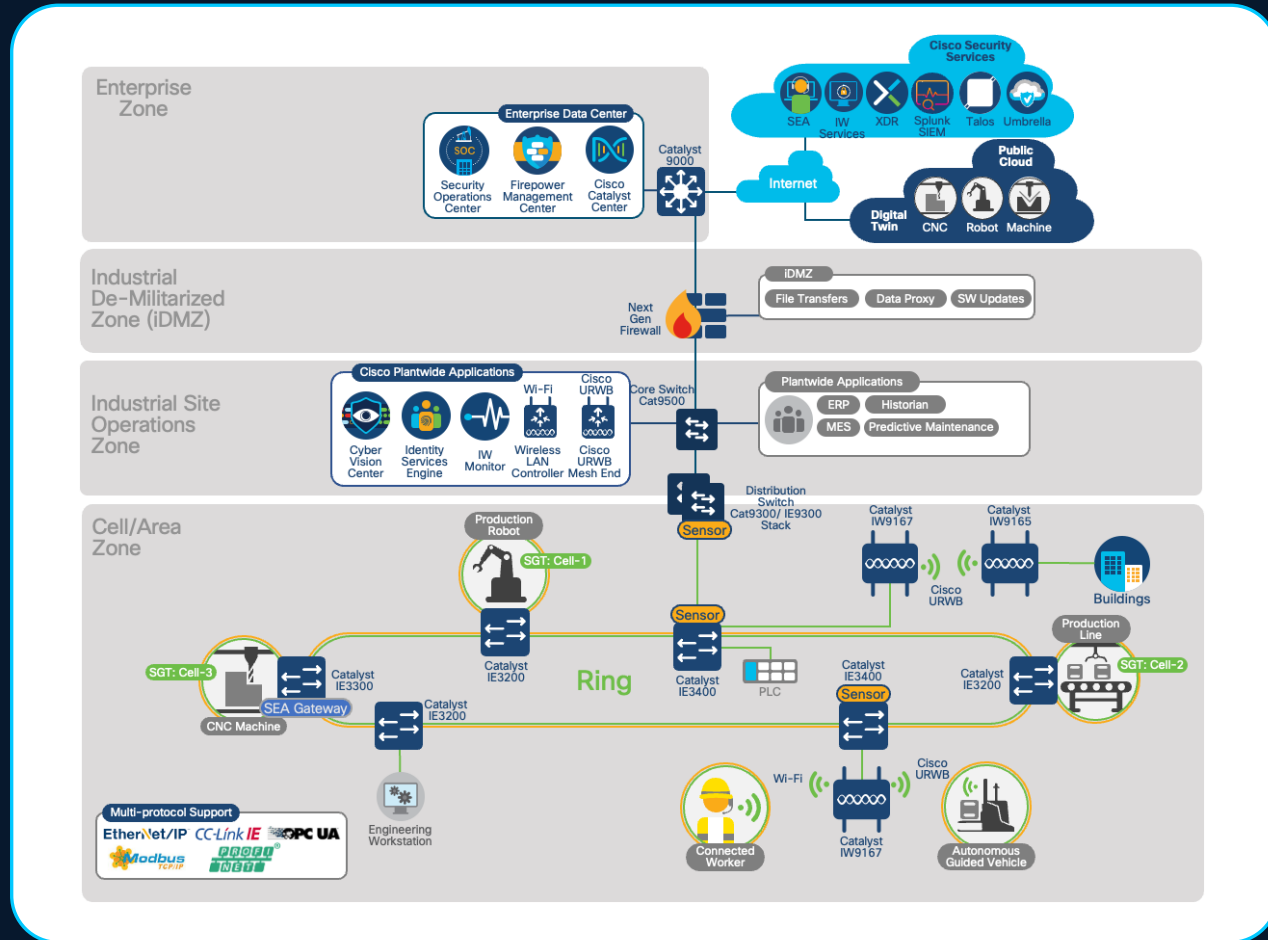 Enterprise
Zone
Enterprise Data Center
SOC
Security
Operations
Center
Firepower
Management
Center
Cisco
Catalyst
Center
Catalyst
9000
Internet
Cisco Security
Services
SEA
IW
Services
XDR
Splunk
SIEM
Talos
Umbrella
Public
Cloud
Digital
Twin
CNC
Robot
Machine
Industrial
De-Militarized
Zone (iDMZ)
Next
Gen
Firewall
iDMZ
File Transfers
Data Proxy
SW Updates
Industrial Site
Operations
Zone
Cisco Plantwide Applications
Cyber
Vision
Center
Identity
Services
Engine
IW
Monitor
Wi-Fi
Wireless
LAN
Controller
Cisco
URWB
Cisco
URWB
Mesh End
Core Switch
Cat9500
Plantwide Applications
ERP
Historian
MES
Predictive Maintenance
Cell/Area
Zone
Distribution
Switch
Cat9300/ IE9300
Stack
Sensor
Production
Robot
SGT: Cell-1
Catalyst
IE3200
Sensor
Catalyst
IE3400
PLC
Catalyst
IW9167
Cisco
URWB
Catalyst
IW9165
Buildings
Production
Line
SGT: Cell-2
Catalyst
IE3200
Ring
SGT: Cell-3
CNC Machine
Catalyst
IE3300
SEA Gateway
Catalyst
IE3200
Engineering
Workstation
Catalyst
IE3400
Sensor
Wi-Fi
Cisco
URWB
Catalyst
IW9167
Connected
Worker
Autonomous
Guided Vehicle
Multi-protocol Support
EtherNet/IP
CC-Link IE
OPC UA
Modbus
TCP/IP
PROFI
NET